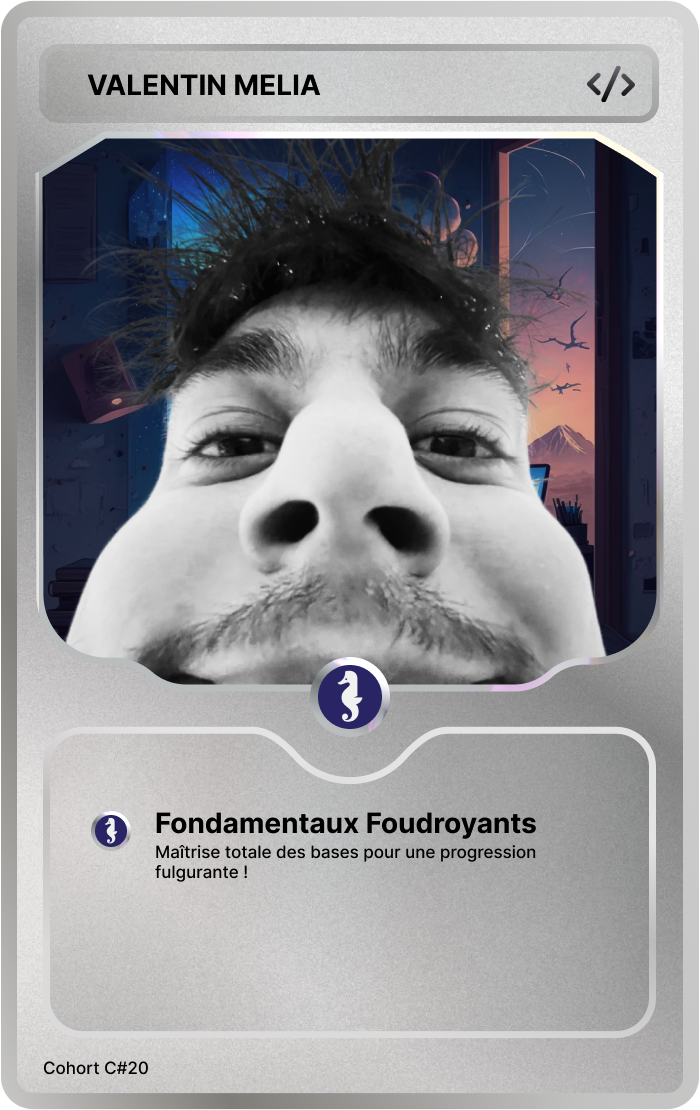 VALENTIN MELIA
</>
Fondamentaux Foudroyants
Maîtrise totale des bases pour une progression
fulgurante !
Cohort C#20